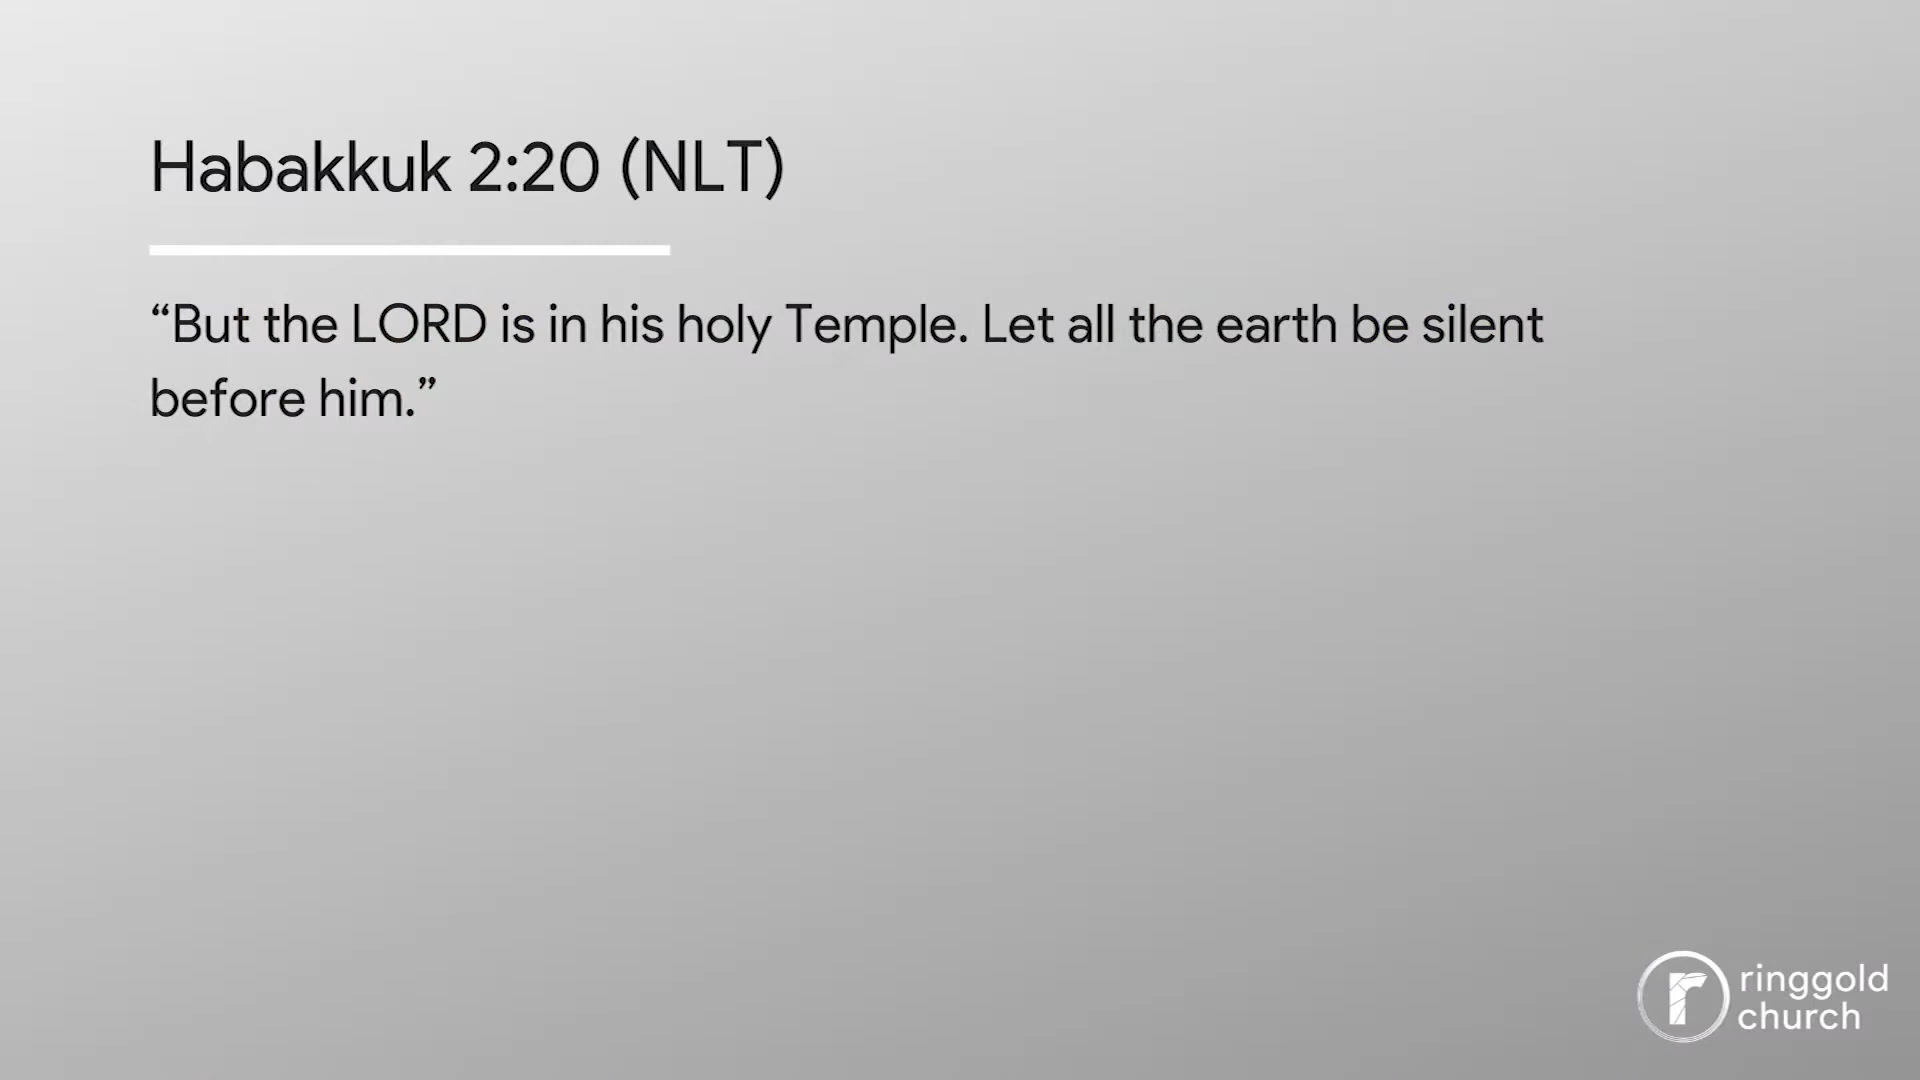 Habakkuk 2:20 (NLT)
“But the LORD is in his holy Temple. Let all the earth be silent
before him.”
r
ringgold
church